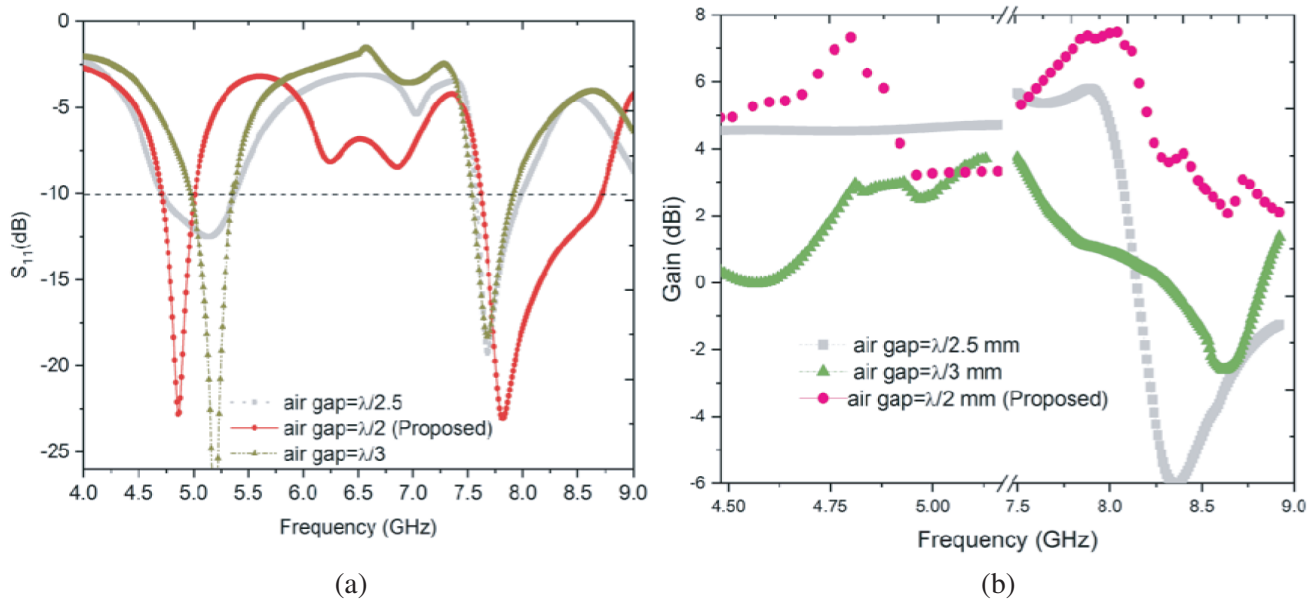 0
-5
-10
-15
-20
-25
S11(dB)
4.0 4.5 5.0 5.5 6.0 6.5 7.0 7.5 8.0 8.5 9.0
Frequency (GHz)
air gap=λ/2.5
air gap=λ/2 (Proposed)
air gap=λ/3
(a)
8
6
4
2
0
-2
-4
-6
Gain (dBi)
4.50 4.75 5.00 7.5 8.0 8.5 9.0
Frequency (GHz)
air gap=λ/2.5 mm
air gap=λ/3 mm
air gap=λ/2 mm (Proposed)
(b)